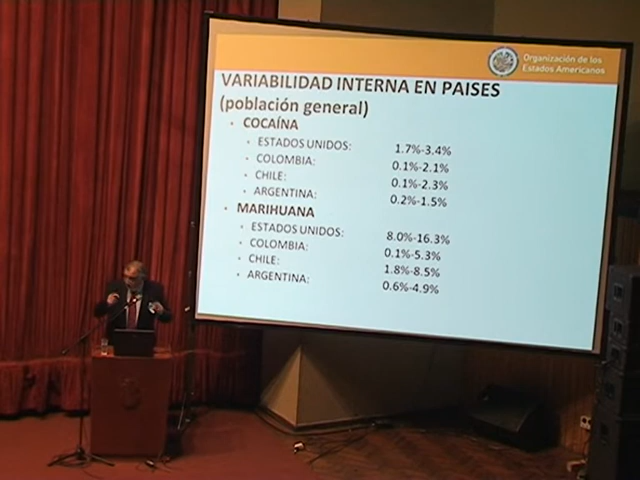 Organización de los
Estados Americanos
VARIABILIDAD INTERNA EN PAISES
(población general)
• COCAÍNA
• ESTADOS UNIDOS: 1.7%-3.4%
• COLOMBIA: 0.1%-2.1%
• CHILE: 0.1%-2.3%
• ARGENTINA: 0.2%-1.5%
• MARIHUANA
• ESTADOS UNIDOS: 8.0%-16.3%
• COLOMBIA: 0.1%-5.3%
• CHILE: 1.8%-8.5%
• ARGENTINA: 0.6%-4.9%